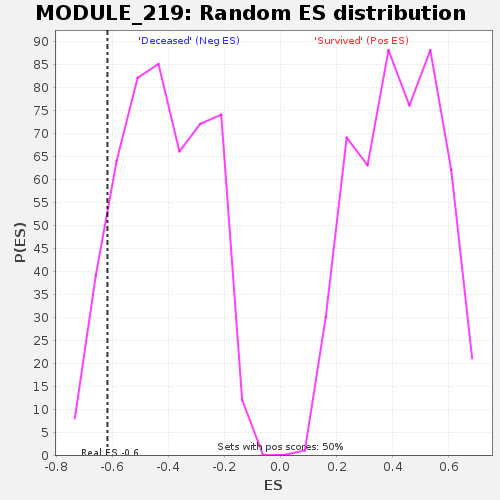 MODULE_219: Random ES distribution
'Deceased' (Neg ES) 'Survived' (Pos ES)
90
85
80
75
70
65
60
55
50
45
40
35
30
25
20
15
10
5
0
P(ES)
Real ES -0.6
Sets with pos scores: 50%
-0.8 -0.6 -0.4 -0.2 0.0 0.2 0.4 0.6
ES